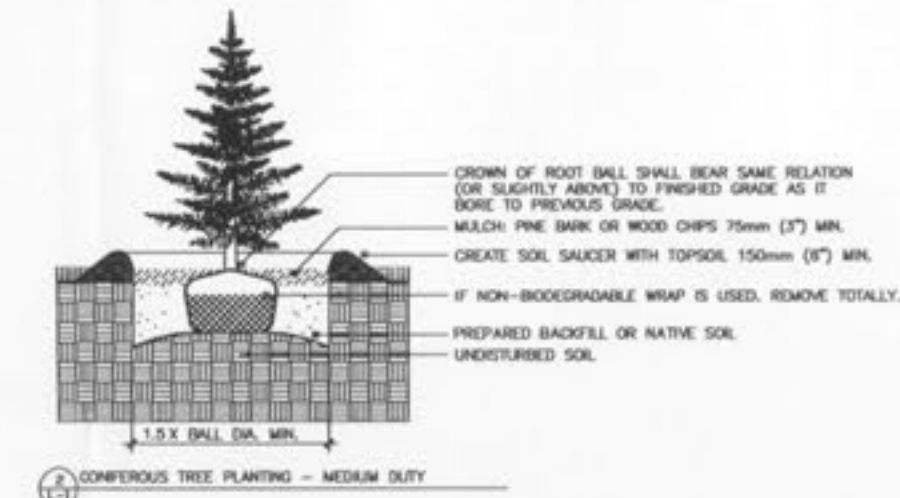 CROWN OF ROOT BALL SHALL BEAR SAME RELATION
(OR SLIGHTLY ABOVE) TO FINISHED GRADE AS IT
BORE TO PREVIOUS GRADE.
MULCH: PINE BARK OR WOOD CHIPS 75mm (3") MIN.
CREATE SOIL SAUCER WITH TOPSOIL 150mm (6") MIN.
IF NON-BIODEGRADABLE WRAP IS USED, REMOVE TOTALLY.
PREPARED BACKFILL OR NATIVE SOIL
UNDISTURBED SOIL
1.5 X BALL DIA. MIN.
2 CONIFEROUS TREE PLANTING - MEDIUM DUTY
L-1